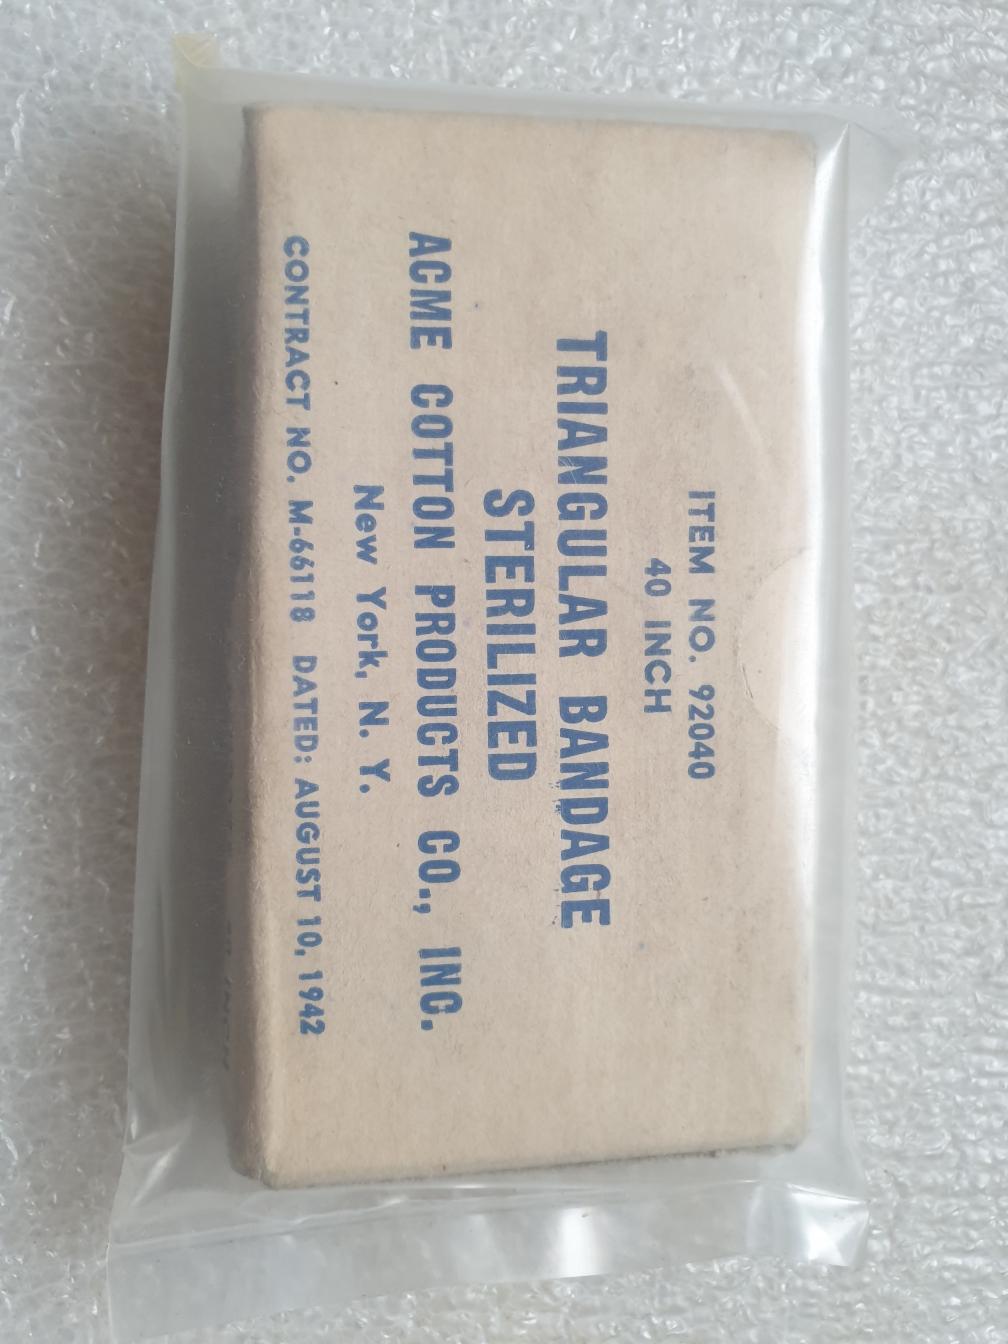 ITEM NO. 92040
40 INCH
TRIANGULAR BANDAGE
STERILIZED
ACME COTTON PRODUCTS CO., INC.
New York, N. Y.
CONTRACT NO. M-66118 DATED: AUGUST 10, 1942